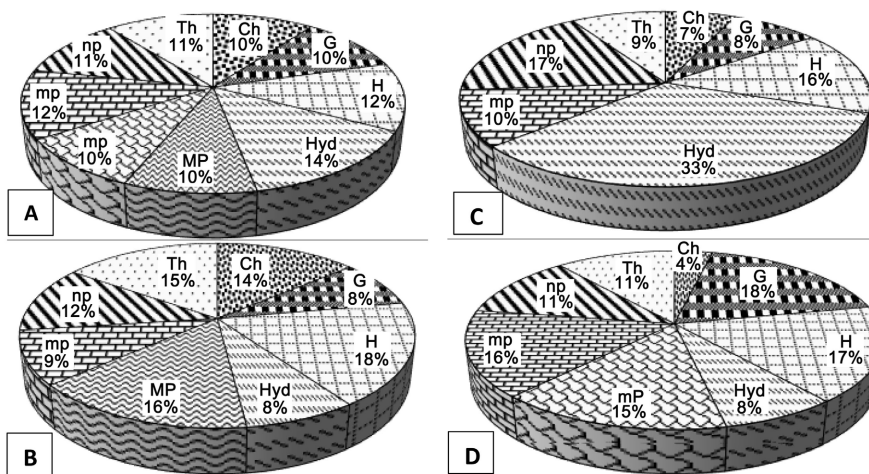 Th
11%
Ch
10%
G
10%
H
12%
Hyd
14%
MP
10%
mp
10%
mp
12%
np
11%
A
Th
9%
Ch
7%
G
8%
H
16%
Hyd
33%
mp
10%
np
17%
C
Th
15%
Ch
14%
G
8%
H
18%
Hyd
8%
MP
16%
mp
9%
np
12%
B
Th
11%
Ch
4%
G
18%
H
17%
Hyd
8%
mP
15%
mp
16%
np
11%
D